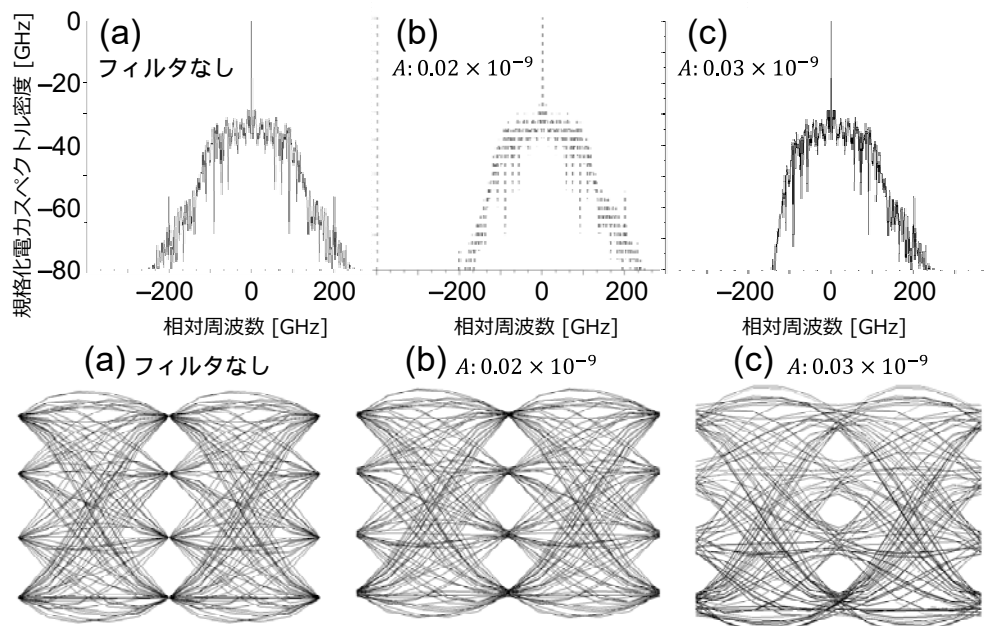 規格化電力スペクトル密度 [GHz]
0
−20
−40
−60
−80
(a)
フィルタなし
−200 0 200
相対周波数 [GHz]
(b)
A: 0.02 × 10⁻⁹
−200 0 200
相対周波数 [GHz]
(c)
A: 0.03 × 10⁻⁹
−200 0 200
相対周波数 [GHz]
(a) フィルタなし
(b) A: 0.02 × 10⁻⁹
(c) A: 0.03 × 10⁻⁹